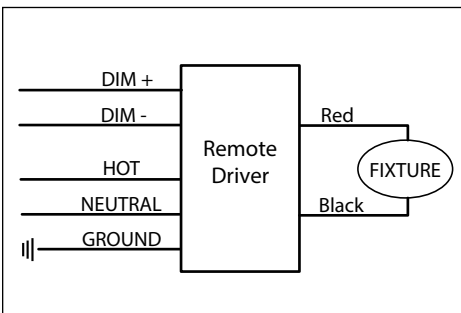 DIM +
DIM -
HOT
NEUTRAL
GROUND
Remote
Driver
Red
Black
FIXTURE